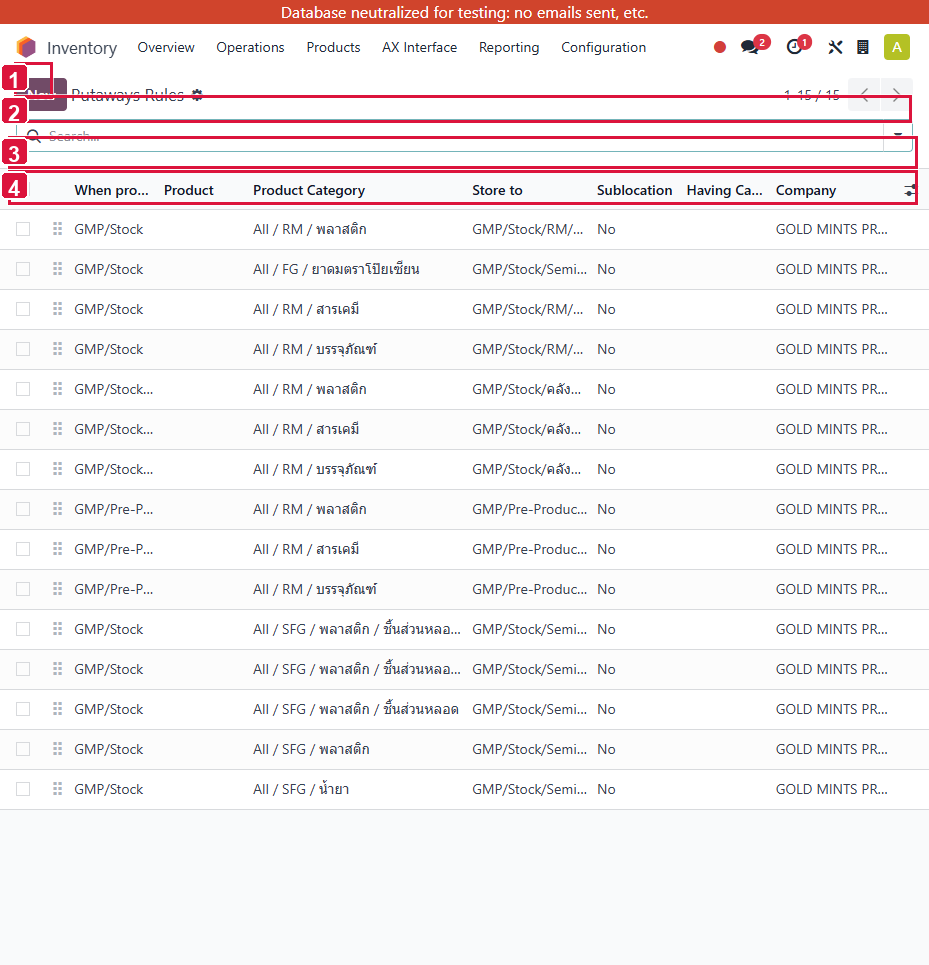 Database neutralized for testing: no emails sent, etc.
Inventory Overview Operations Products AX Interface Reporting Configuration 2 1 A
1
Putaways Rules 1-15 / 15
2
Search...
3
4 When pro... Product Product Category Store to Sublocation Having Ca... Company
GMP/Stock All / RM / พลาสติก GMP/Stock/RM/... No GOLD MINTS PR...
GMP/Stock All / FG / ยาดมตราโป๊ยเซียน GMP/Stock/Semi... No GOLD MINTS PR...
GMP/Stock All / RM / สารเคมี GMP/Stock/RM/... No GOLD MINTS PR...
GMP/Stock All / RM / บรรจุภัณฑ์ GMP/Stock/RM/... No GOLD MINTS PR...
GMP/Stock... All / RM / พลาสติก GMP/Stock/คลัง... No GOLD MINTS PR...
GMP/Stock... All / RM / สารเคมี GMP/Stock/คลัง... No GOLD MINTS PR...
GMP/Stock... All / RM / บรรจุภัณฑ์ GMP/Stock/คลัง... No GOLD MINTS PR...
GMP/Pre-P... All / RM / พลาสติก GMP/Pre-Produc... No GOLD MINTS PR...
GMP/Pre-P... All / RM / สารเคมี GMP/Pre-Produc... No GOLD MINTS PR...
GMP/Pre-P... All / RM / บรรจุภัณฑ์ GMP/Pre-Produc... No GOLD MINTS PR...
GMP/Stock All / SFG / พลาสติก / ชิ้นส่วนหลอ... GMP/Stock/Semi... No GOLD MINTS PR...
GMP/Stock All / SFG / พลาสติก / ชิ้นส่วนหลอ... GMP/Stock/Semi... No GOLD MINTS PR...
GMP/Stock All / SFG / พลาสติก / ชิ้นส่วนหลอด GMP/Stock/Semi... No GOLD MINTS PR...
GMP/Stock All / SFG / พลาสติก GMP/Stock/Semi... No GOLD MINTS PR...
GMP/Stock All / SFG / น้ำยา GMP/Stock/Semi... No GOLD MINTS PR...